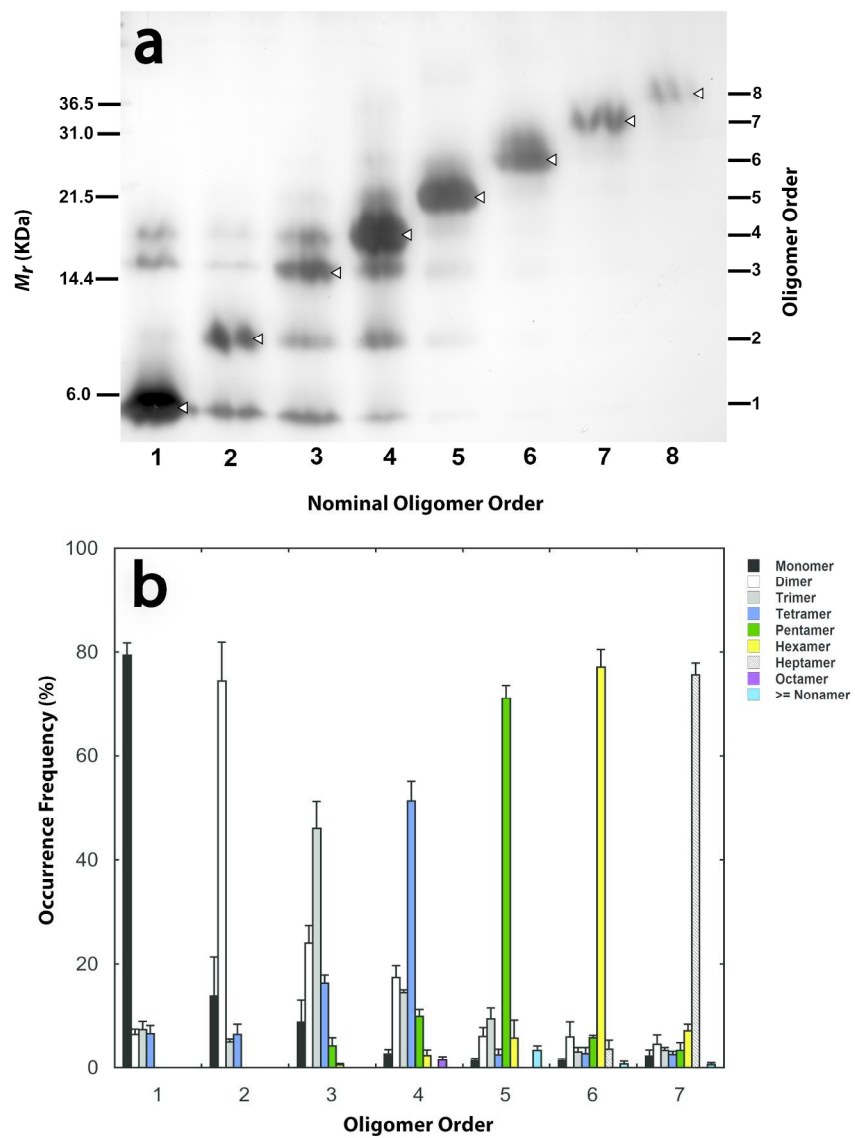 a
36.5
31.0
21.5
14.4
6.0
Mr (KDa)
8
7
6
5
4
3
2
1
Oligomer Order
1 2 3 4 5 6 7 8
Nominal Oligomer Order
b
100
80
60
40
20
0
Occurrence Frequency (%)
1 2 3 4 5 6 7
Oligomer Order
Monomer
Dimer
Trimer
Tetramer
Pentamer
Hexamer
Heptamer
Octamer
>= Nonamer